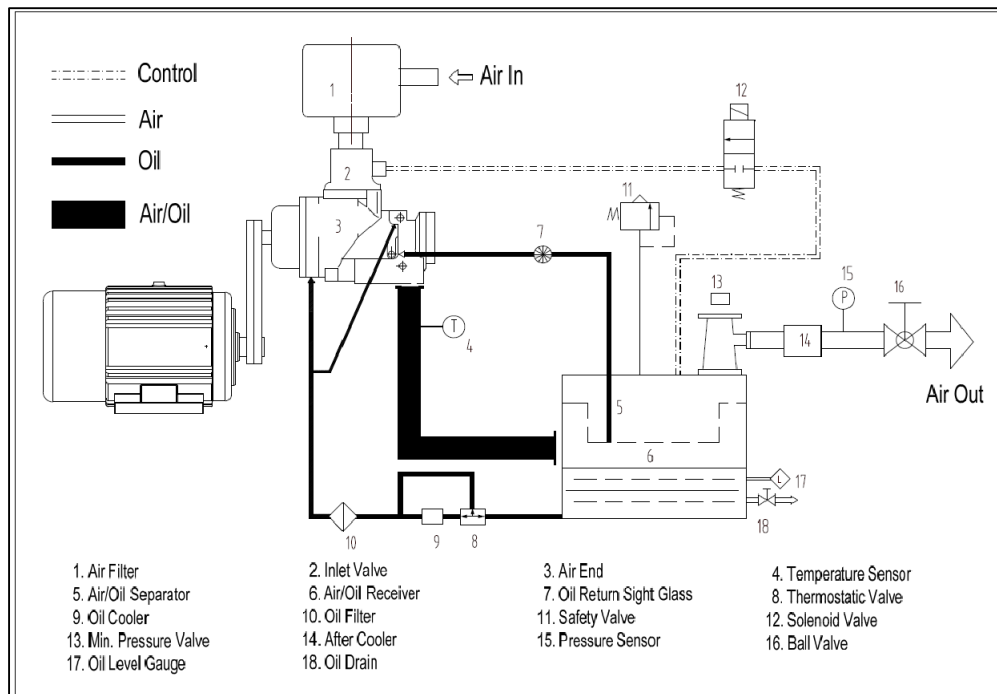 Control
Air
Oil
Air/Oil
1
Air In
12
2
11
3
7
T
4
13
15
P
16
14
Air Out
5
6
L
17
18
10
9
8
1. Air Filter
2. Inlet Valve
3. Air End
4. Temperature Sensor
5. Air/Oil Separator
6. Air/Oil Receiver
7. Oil Return Sight Glass
8. Thermostatic Valve
9. Oil Cooler
10. Oil Filter
11. Safety Valve
12. Solenoid Valve
13. Min. Pressure Valve
14. After Cooler
15. Pressure Sensor
16. Ball Valve
17. Oil Level Gauge
18. Oil Drain